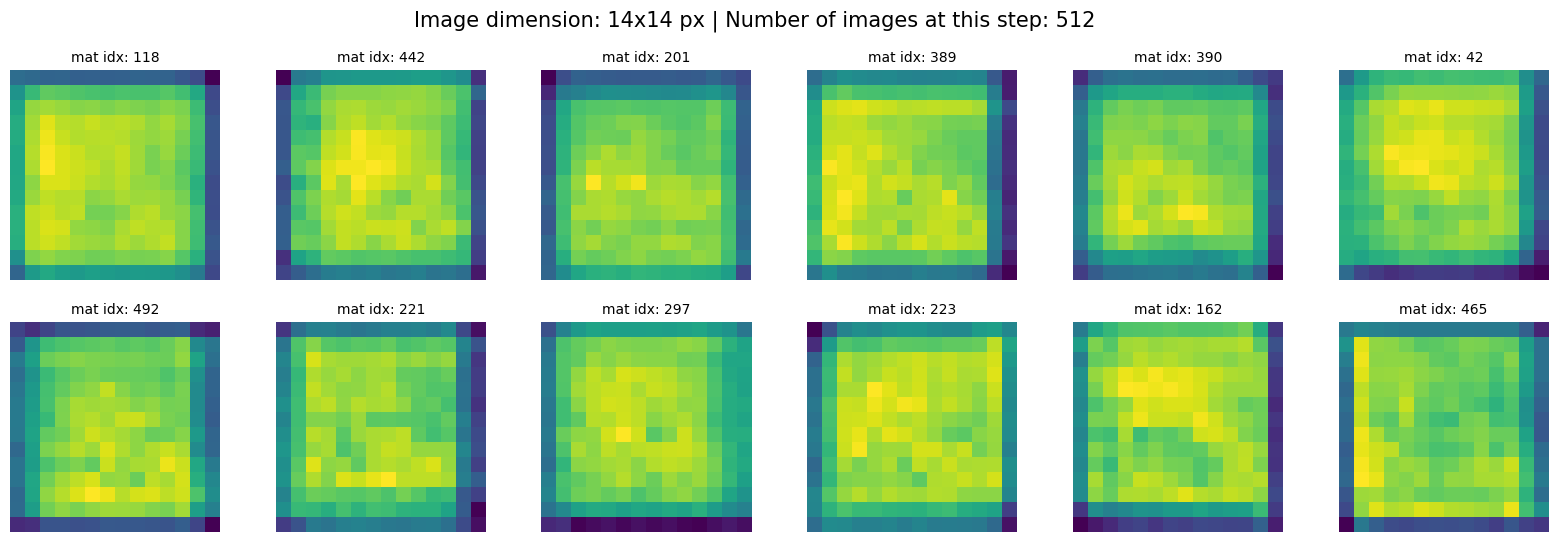 Image dimension: 14x14 px | Number of images at this step: 512
mat idx: 118
mat idx: 442
mat idx: 201
mat idx: 389
mat idx: 390
mat idx: 42
mat idx: 492
mat idx: 221
mat idx: 297
mat idx: 223
mat idx: 162
mat idx: 465